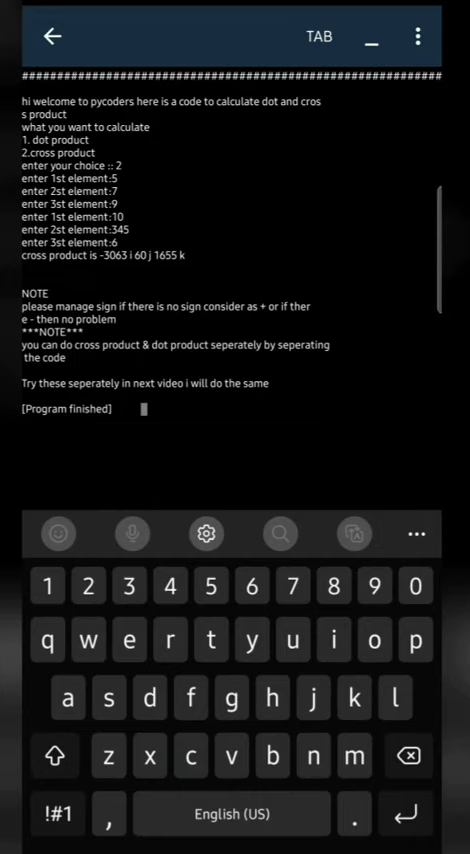 TAB
_
############################################################
hi welcome to pycoders here is a code to calculate dot and cros
s product
what you want to calculate
1. dot product
2.cross product
enter your choice :: 2
enter 1st element:5
enter 2st element:7
enter 3st element:9
enter 1st element:10
enter 2st element:345
enter 3st element:6
cross product is -3063 i 60 j 1655 k
NOTE
please manage sign if there is no sign consider as + or if ther
e - then no problem
***NOTE***
you can do cross product & dot product seperately by seperating
the code
Try these seperately in next video i will do the same
[Program finished]
1 2 3 4 5 6 7 8 9 0
q w e r t y u i o p
a s d f g h j k l
z x c v b n m
!#1 , English (US) .